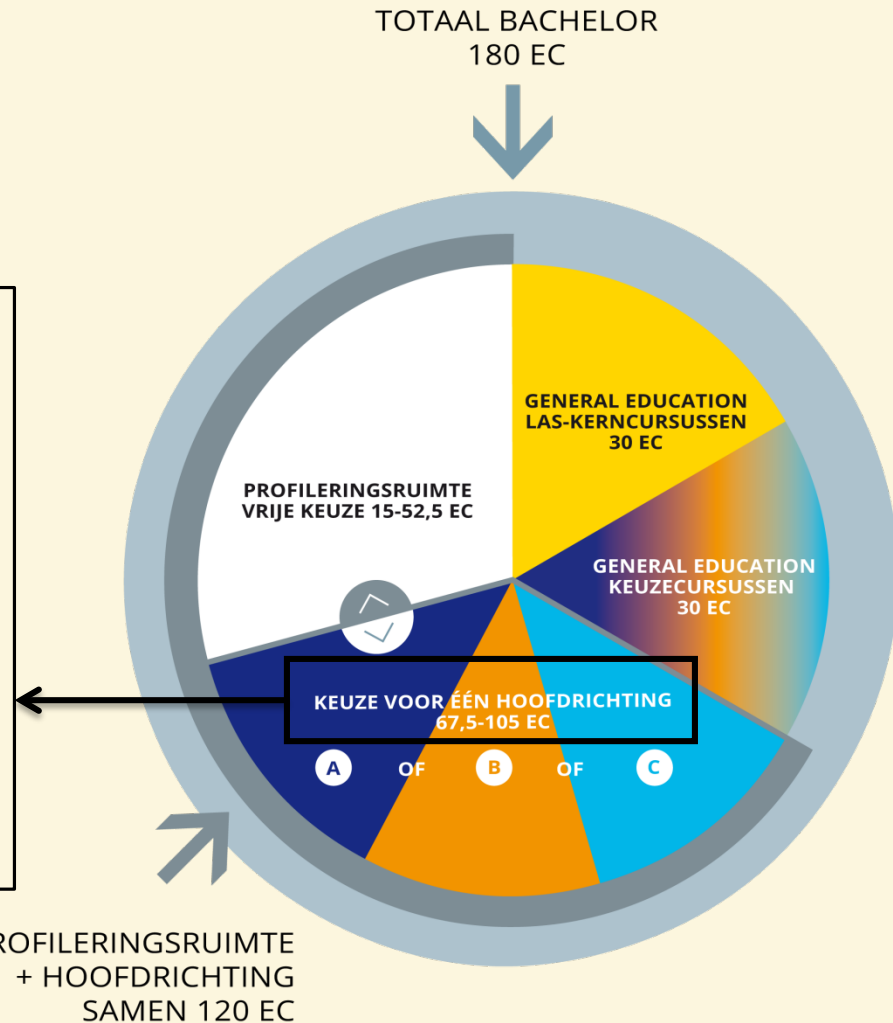 TOTAAL BACHELOR
180 EC
GENERAL EDUCATION
LAS-KERNCURSUSSEN
30 EC
PROFILERINGSRUIMTE
VRIJE KEUZE 15-52,5 EC
GENERAL EDUCATION
KEUZECURSUSSEN
30 EC
KEUZE VOOR ÉÉN HOOFDRICHTING
67,5-105 EC
A OF B OF C
ROFILERINGSRUIMTE
+ HOOFDRICHTING
SAMEN 120 EC